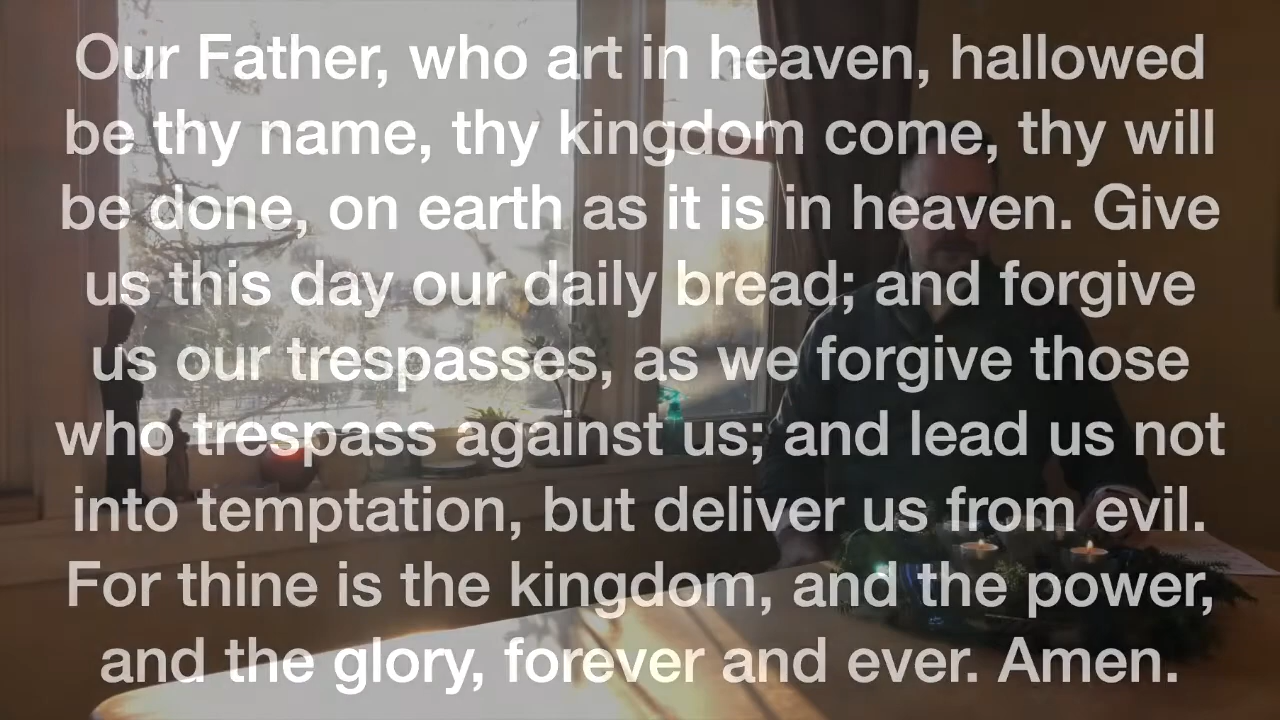 Our Father, who art in heaven, hallowed
be thy name, thy kingdom come, thy will
be done, on earth as it is in heaven. Give
us this day our daily bread; and forgive
us our trespasses, as we forgive those
who trespass against us; and lead us not
into temptation, but deliver us from evil.
For thine is the kingdom, and the power,
and the glory, forever and ever. Amen.